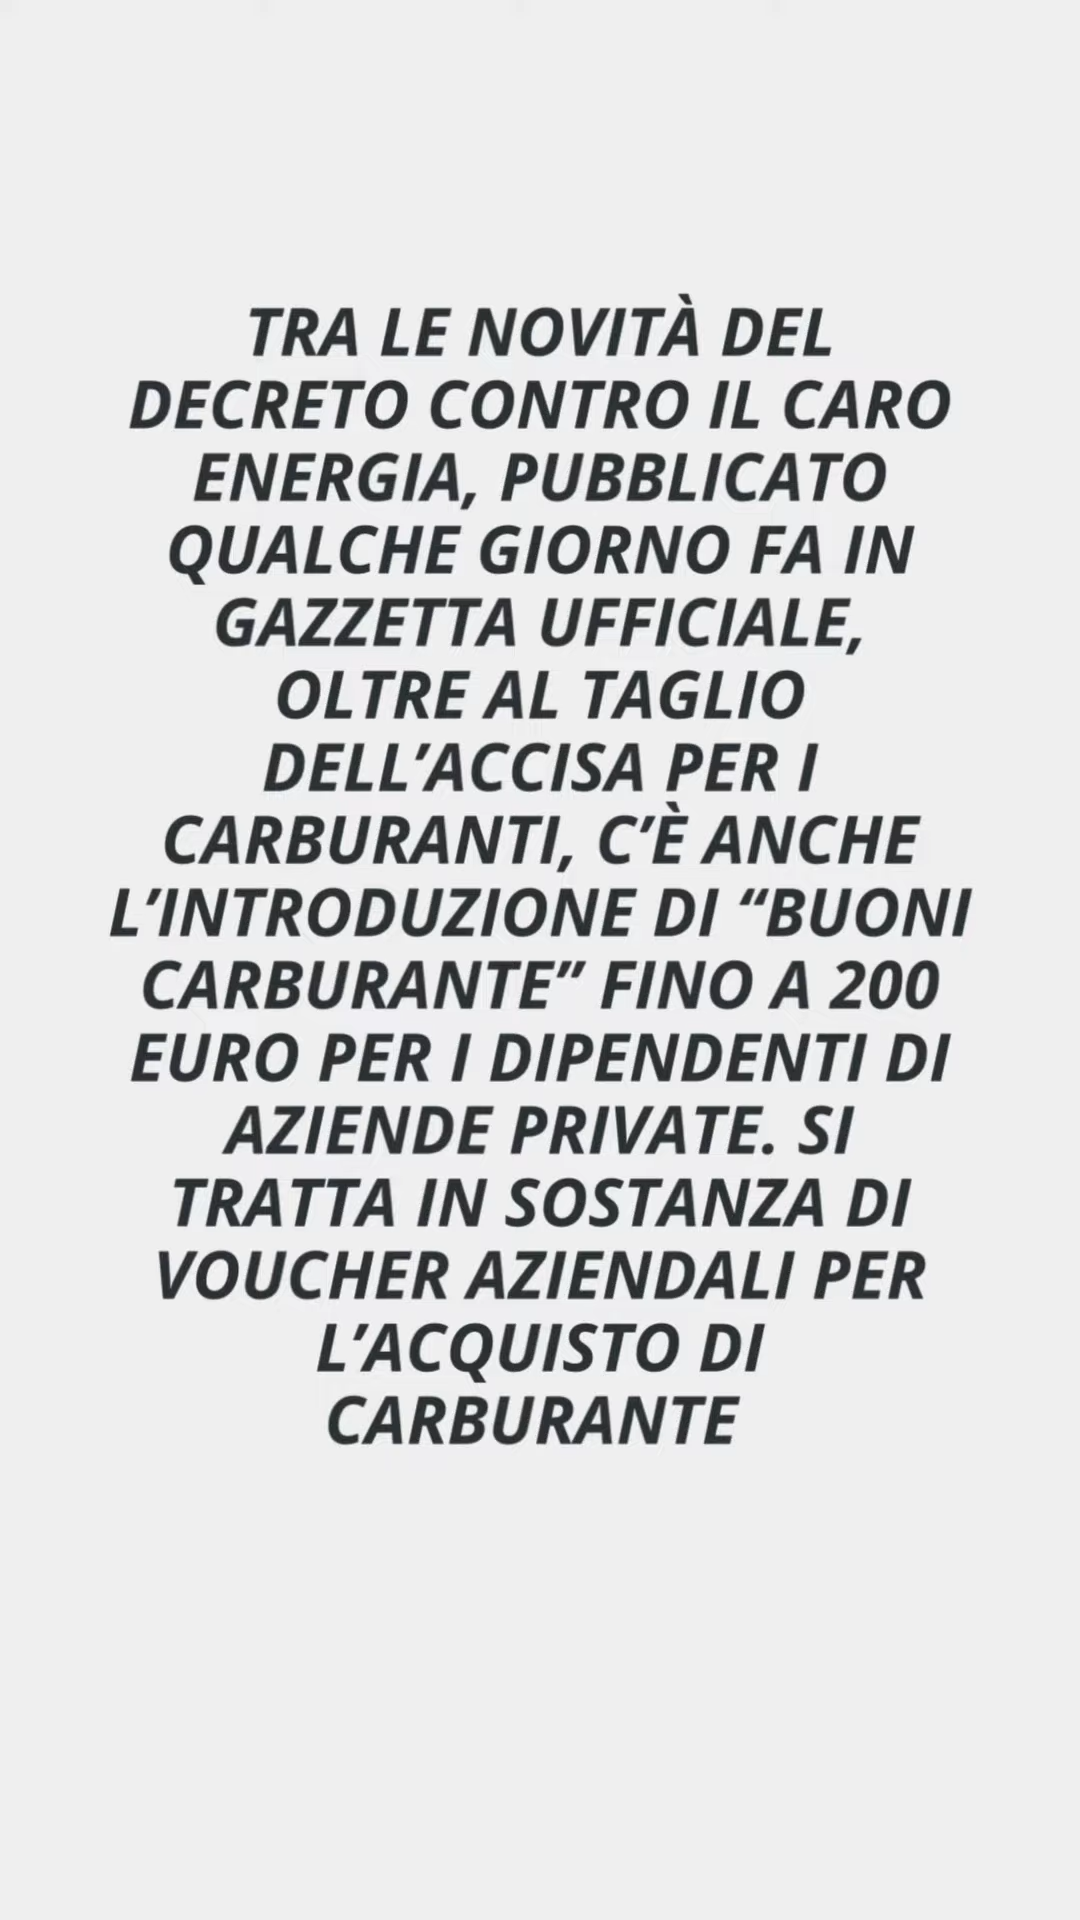 TRA LE NOVITÀ DEL
DECRETO CONTRO IL CARO
ENERGIA, PUBBLICATO
QUALCHE GIORNO FA IN
GAZZETTA UFFICIALE,
OLTRE AL TAGLIO
DELL’ACCISA PER I
CARBURANTI, C’È ANCHE
L’INTRODUZIONE DI “BUONI
CARBURANTE” FINO A 200
EURO PER I DIPENDENTI DI
AZIENDE PRIVATE. SI
TRATTA IN SOSTANZA DI
VOUCHER AZIENDALI PER
L’ACQUISTO DI
CARBURANTE